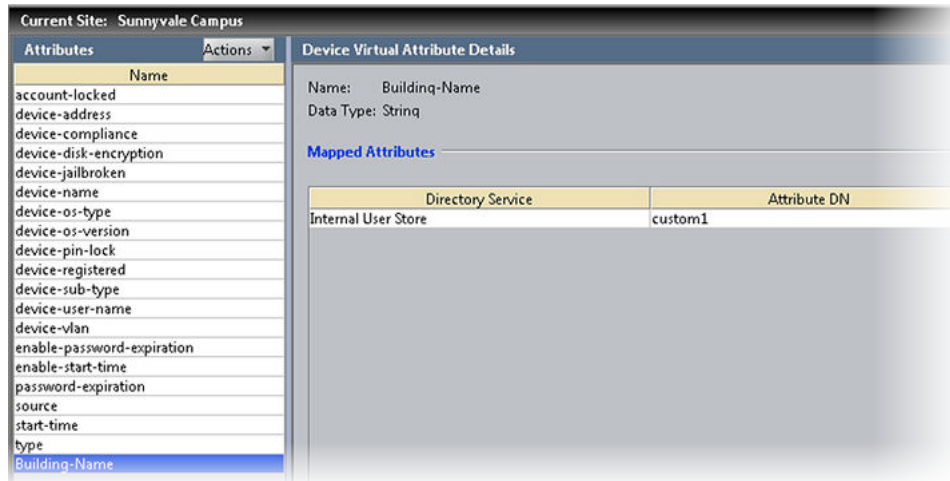 Current Site: Sunnyvale Campus
Attributes
Actions
Name
account-locked
device-address
device-compliance
device-disk-encryption
device-jailbroken
device-name
device-os-type
device-os-version
device-pin-lock
device-registered
device-sub-type
device-user-name
device-vlan
enable-password-expiration
enable-start-time
password-expiration
source
start-time
type
Building-Name
Device Virtual Attribute Details
Name: Building-Name
Data Type: String
Mapped Attributes
Directory Service Attribute DN
Internal User Store custom1